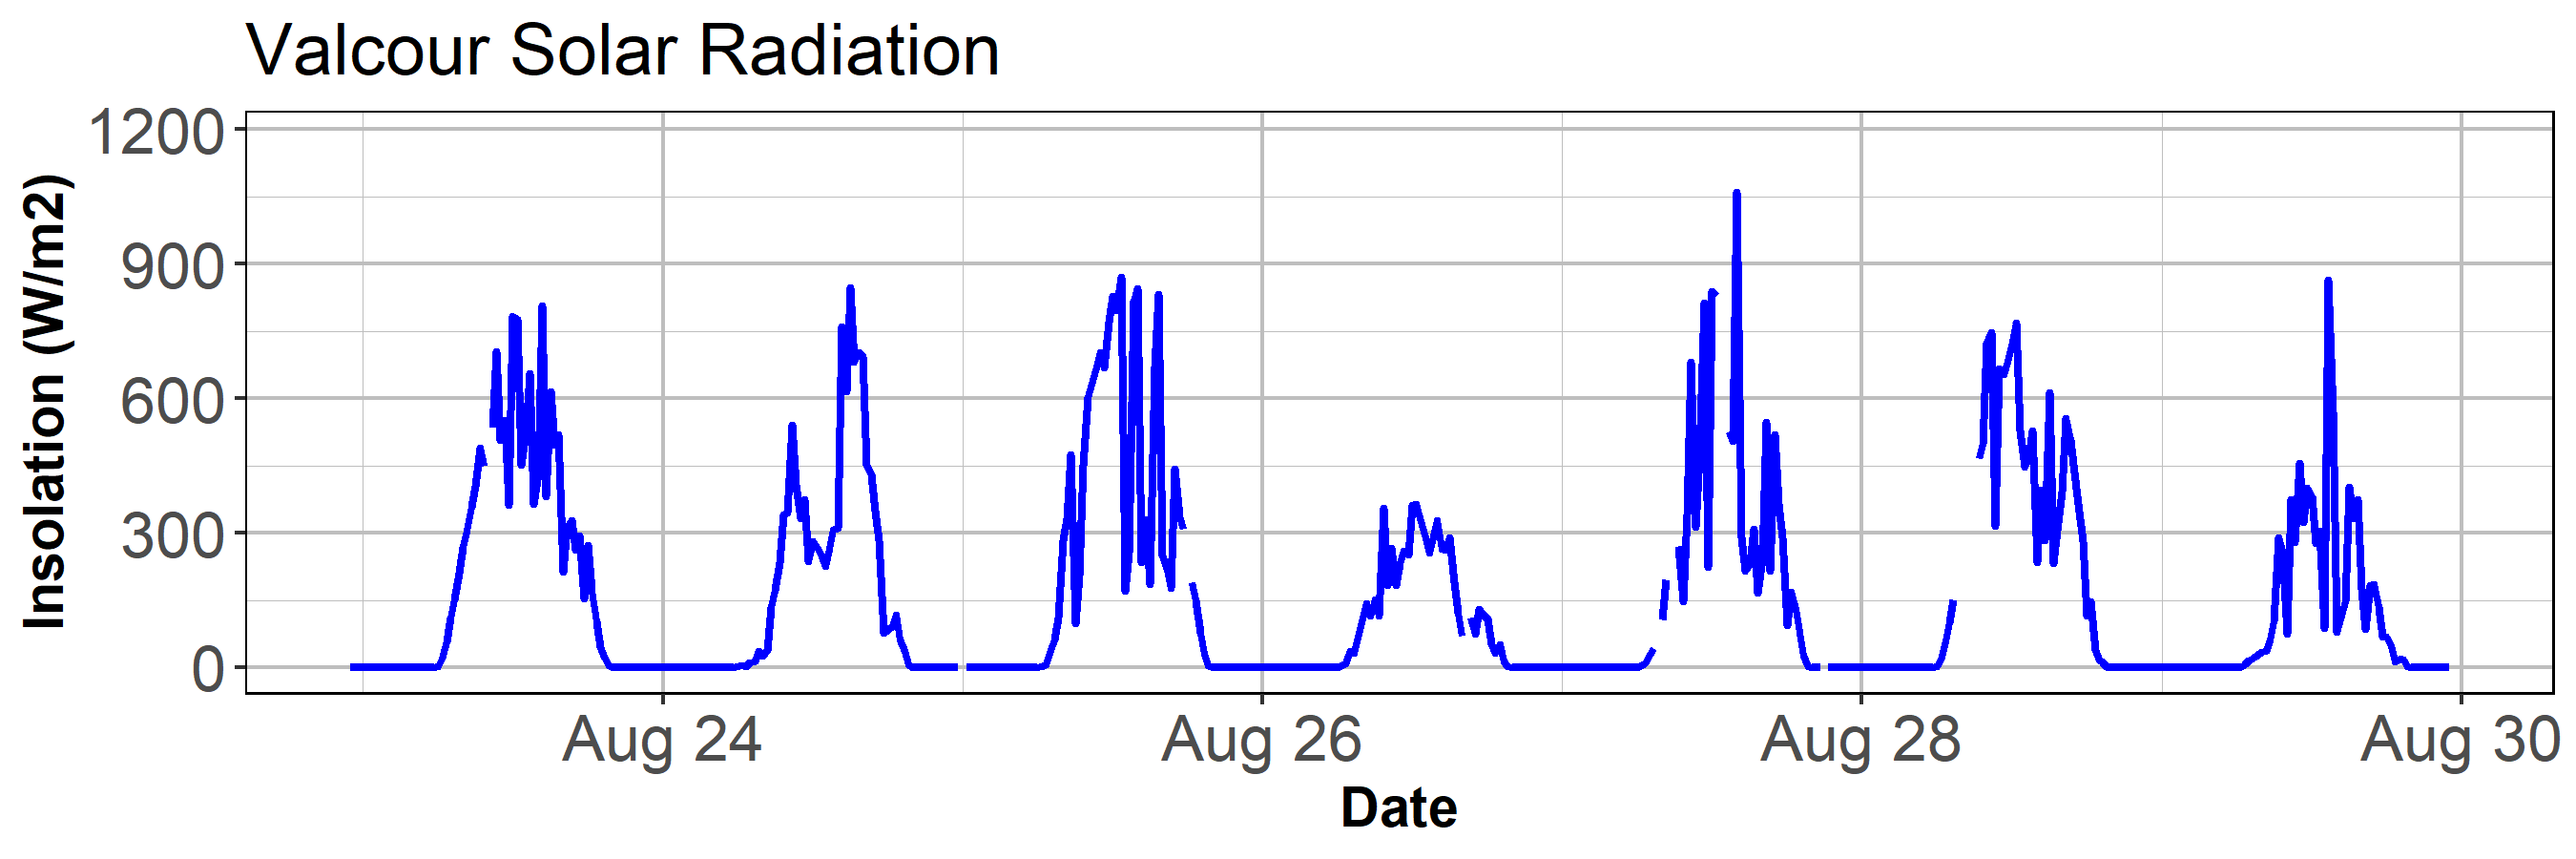 Valcour Solar Radiation
1200
900
600
300
0
Insolation (W/m2)
Aug 24 Aug 26 Aug 28 Aug 30
Date